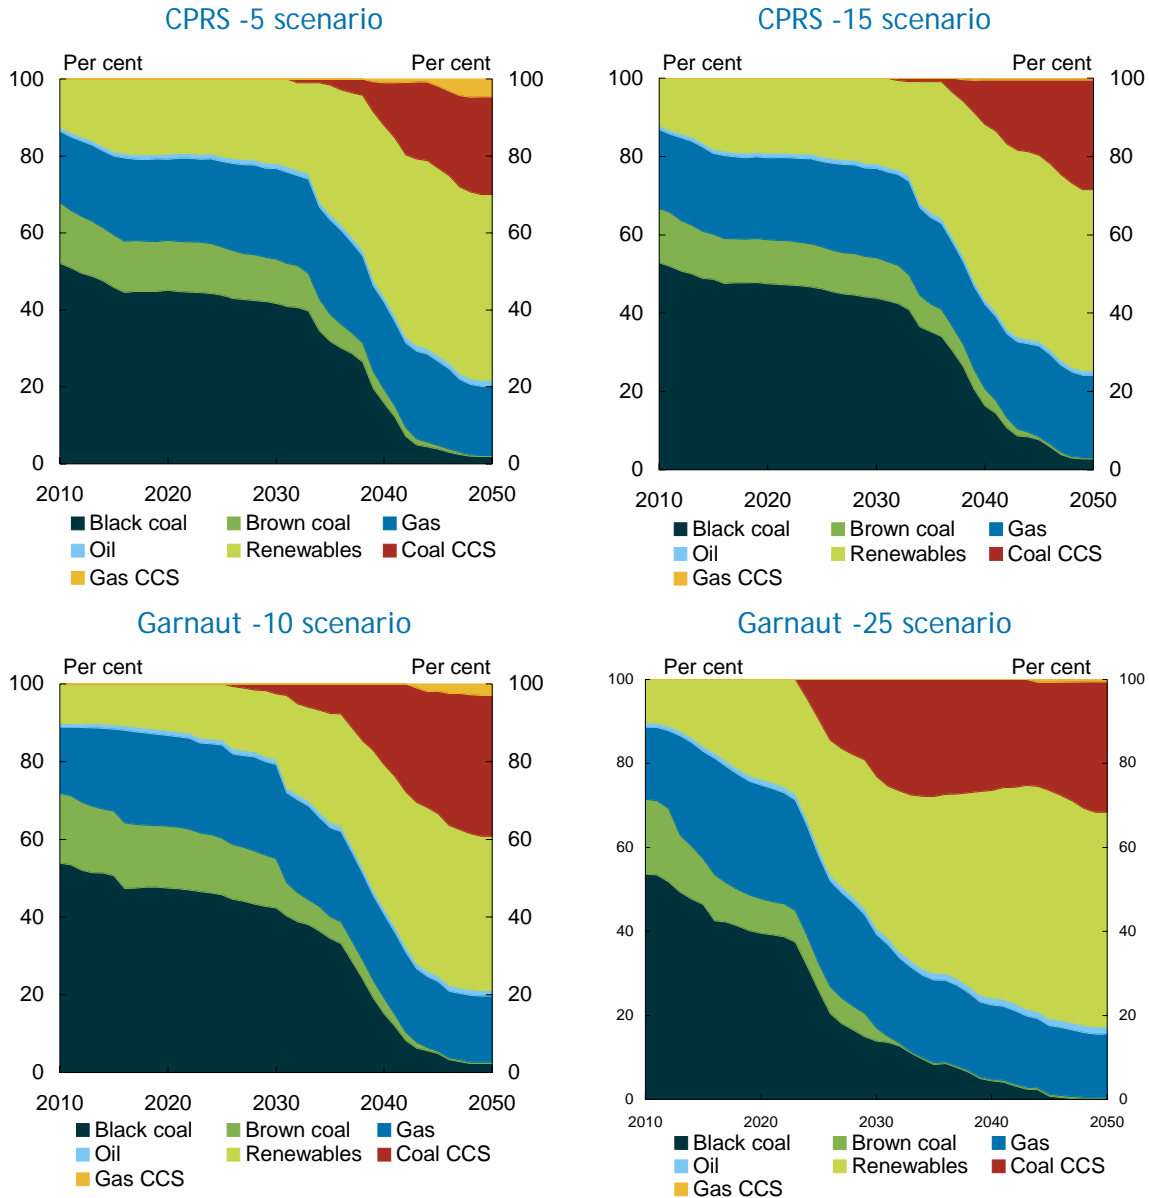 CPRS -5 scenario
Per cent Per cent
100 100
80 80
60 60
40 40
20 20
0 0
2010 2020 2030 2040 2050
Black coal Brown coal Gas
Oil Renewables Coal CCS
Gas CCS
CPRS -15 scenario
Per cent Per cent
100 100
80 80
60 60
40 40
20 20
0 0
2010 2020 2030 2040 2050
Black coal Brown coal Gas
Oil Renewables Coal CCS
Gas CCS
Garnaut -10 scenario
Per cent Per cent
100 100
80 80
60 60
40 40
20 20
0 0
2010 2020 2030 2040 2050
Black coal Brown coal Gas
Oil Renewables Coal CCS
Gas CCS
Garnaut -25 scenario
Per cent Per cent
100 100
80 80
60 60
40 40
20 20
0 0
2010 2020 2030 2040 2050
Black coal Brown coal Gas
Oil Renewables Coal CCS
Gas CCS